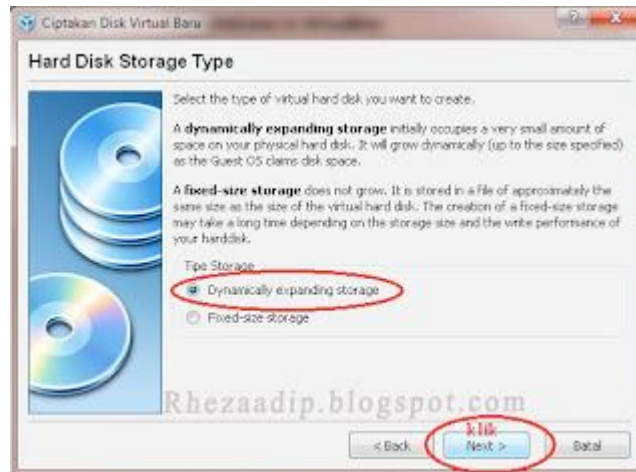 Ciptakan Disk Virtual Baru
Hard Disk Storage Type
Select the type of virtual hard disk you want to create.
A dynamically expanding storage initially occupies a very small amount of
space on your physical hard disk. It will grow dynamically (up to the size specified)
as the Guest OS claims disk space.
A fixed-size storage does not grow. It is stored in a file of approximately the
same size as the size of the virtual hard disk. The creation of a fixed-size storage
may take a long time depending on the storage size and the write performance of
your harddisk.
Tipe Storage
Dynamically expanding storage
Fixed-size storage
Rhezaadip.blogspot.com
klik
< Back
Next >
Batal